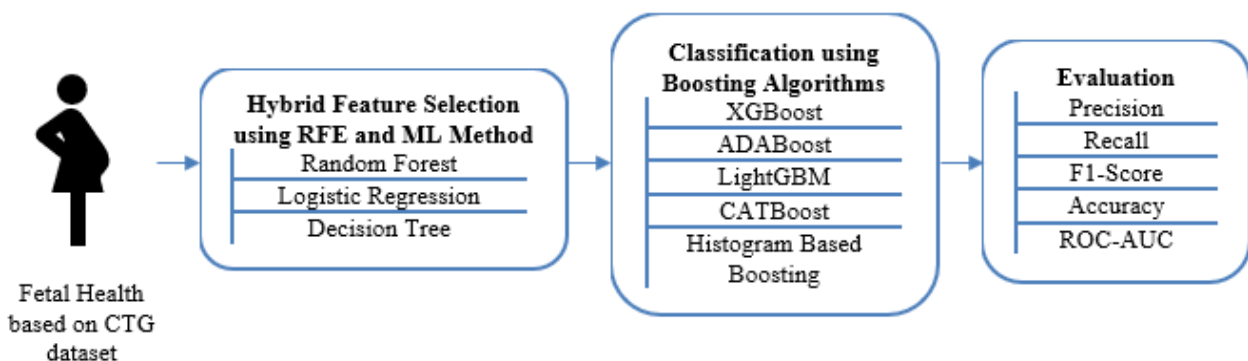 Fetal Health
based on CTG
dataset
Hybrid Feature Selection
using RFE and ML Method
Random Forest
Logistic Regression
Decision Tree
Classification using
Boosting Algorithms
XGBoost
ADABoost
LightGBM
CATBoost
Histogram Based
Boosting
Evaluation
Precision
Recall
F1-Score
Accuracy
ROC-AUC